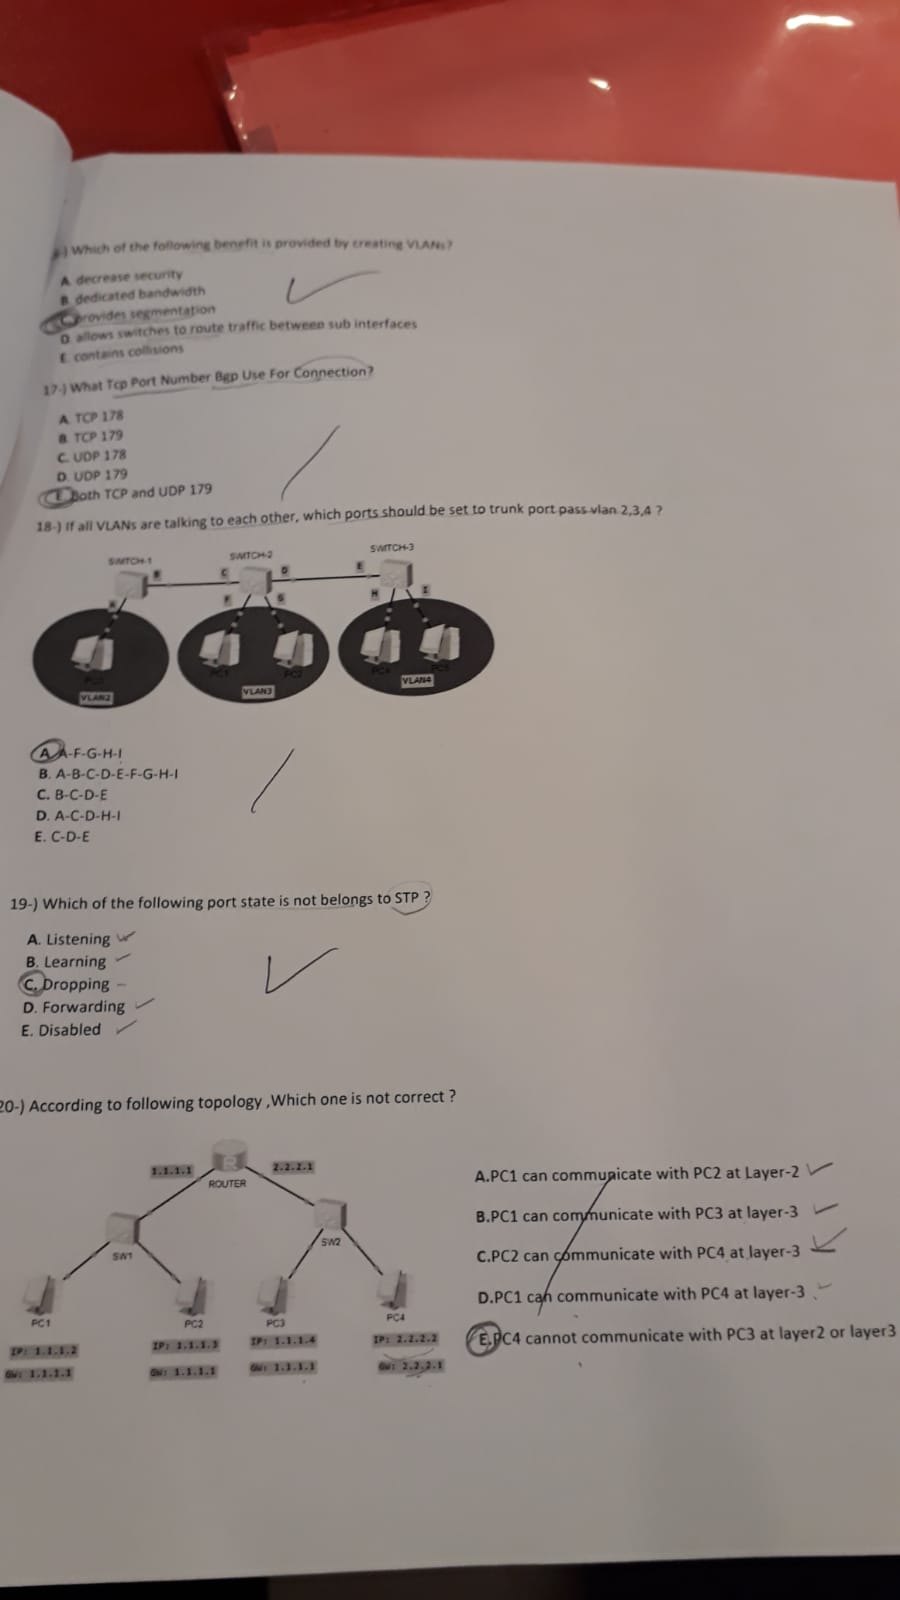 -) Which of the following benefit is provided by creating VLANs?
A. decrease security
B. dedicated bandwidth
C. provides segmentation
D. allows switches to route traffic between sub interfaces
E. contains collisions
17-) What Tcp Port Number Bgp Use For Connection?
A. TCP 178
B. TCP 179
C. UDP 178
D. UDP 179
E. Both TCP and UDP 179
18-) If all VLANs are talking to each other, which ports should be set to trunk port pass vlan 2,3,4 ?
SWITCH-1 SWITCH-2 SWITCH-3
B C D E
A F G H I
PC1 PC2 PC4 PC5
VLAN2 VLAN3 VLAN4
A. A-F-G-H-I
B. A-B-C-D-E-F-G-H-I
C. B-C-D-E
D. A-C-D-H-I
E. C-D-E
19-) Which of the following port state is not belongs to STP ?
A. Listening
B. Learning
C. Dropping
D. Forwarding
E. Disabled
20-) According to following topology ,Which one is not correct ?
1.1.1.1 R 2.2.2.1
ROUTER
SW1 SW2
PC1 PC2 PC3 PC4
IP: 1.1.1.2 IP: 1.1.1.3 IP: 1.1.1.4 IP: 2.2.2.2
GW: 1.1.1.1 GW: 1.1.1.1 GW: 1.1.1.1 GW: 2.2.2.1
A.PC1 can communicate with PC2 at Layer-2
B.PC1 can communicate with PC3 at layer-3
C.PC2 can communicate with PC4 at layer-3
D.PC1 can communicate with PC4 at layer-3
E.PC4 cannot communicate with PC3 at layer2 or layer3